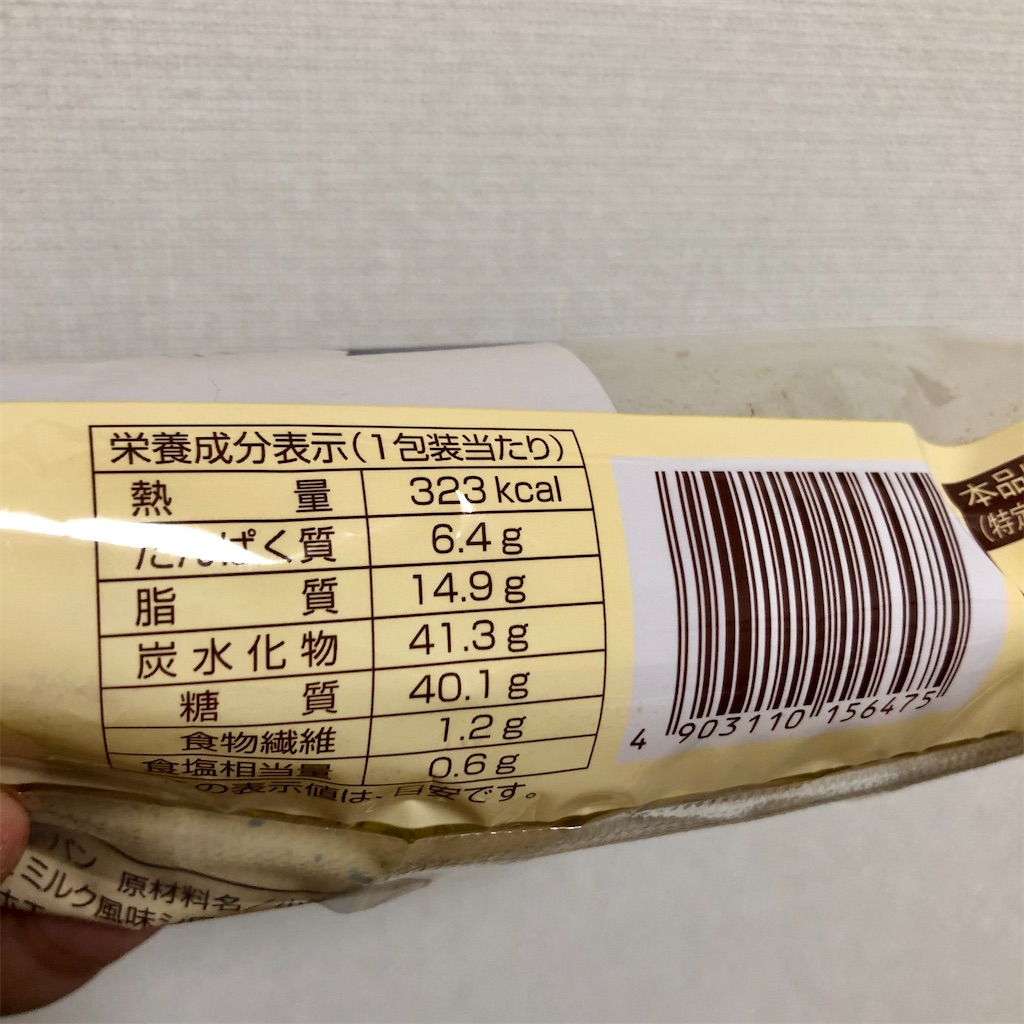 栄養成分表示(1包装当たり)
熱量 323kcal
たんぱく質 6.4g
脂質 14.9g
炭水化物 41.3g
糖質 40.1g
食物繊維 1.2g
食塩相当量 0.6g
の表示値は、目安です。
4 903110 156475
本品
(特定
パン 原材料名
ミルク風味シ